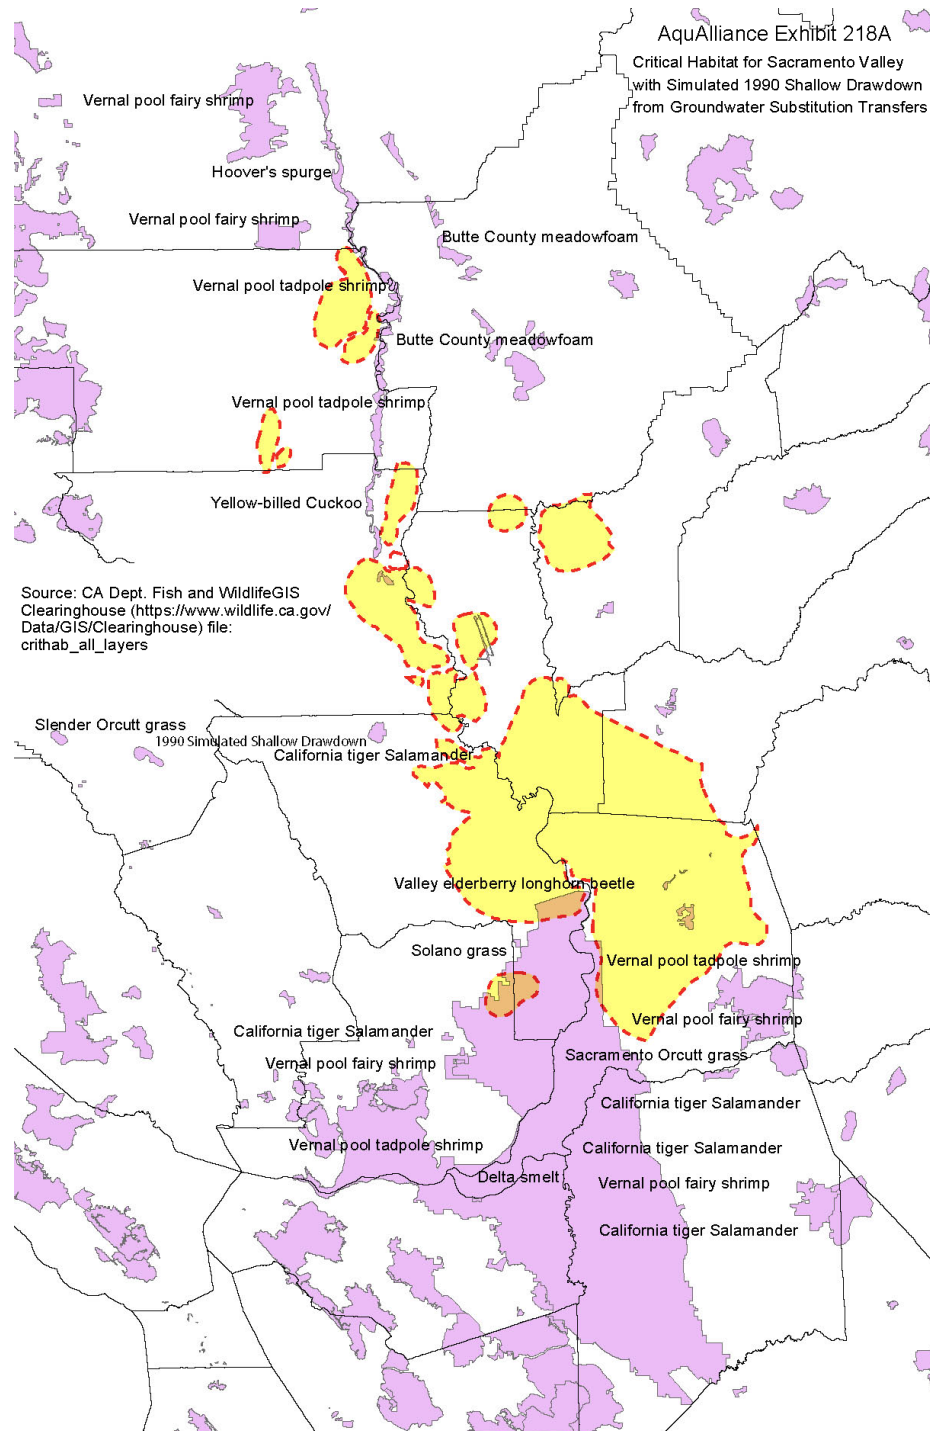 AquAlliance Exhibit 218A
Critical Habitat for Sacramento Valley
with Simulated 1990 Shallow Drawdown
from Groundwater Substitution Transfers
Vernal pool fairy shrimp
Hoover's spurge
Vernal pool fairy shrimp
Butte County meadowfoam
Vernal pool tadpole shrimp
Butte County meadowfoam
Vernal pool tadpole shrimp
Yellow-billed Cuckoo
Source: CA Dept. Fish and WildlifeGIS
Clearinghouse (https://www.wildlife.ca.gov/
Data/GIS/Clearinghouse) file:
crithab_all_layers
Slender Orcutt grass
1990 Simulated Shallow Drawdown
California tiger Salamander
Valley elderberry longhorn beetle
Solano grass
Vernal pool tadpole shrimp
Vernal pool fairy shrimp
California tiger Salamander
Sacramento Orcutt grass
Vernal pool fairy shrimp
California tiger Salamander
Vernal pool tadpole shrimp
California tiger Salamander
Delta smelt
Vernal pool fairy shrimp
California tiger Salamander